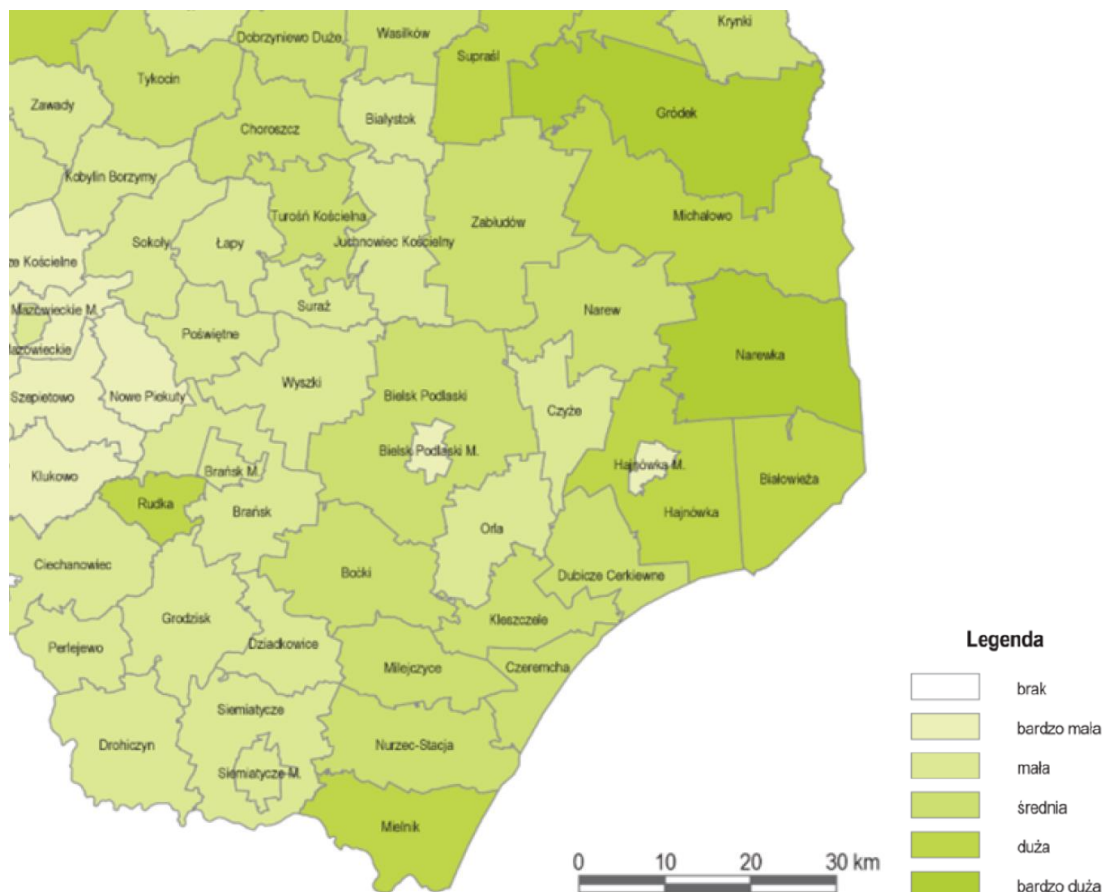 Krynki
Dobrzyniewo Duże
Wasilków
Supraśl
Tykocin
Zawady
Białystok
Gródek
Choroszcz
Kobylin Borzymy
Turośń Kościelna
Zabłudów
Michałowo
Sokoły
Łapy
Juchnowiec Kościelny
ze Kościelne
Suraż
Mazowieckie M.
Narew
Poświętne
Mazowieckie
Narewka
Wyszki
Szepietowo
Nowe Piekuty
Bielsk Podlaski
Czyże
Bielsk Podlaski M.
Hajnówka M.
Brańsk M.
Klukowo
Białowieża
Rudka
Brańsk
Hajnówka
Orla
Ciechanowiec
Boćki
Dubicze Cerkiewne
Grodzisk
Kleszczele
Perlejewo
Dziadkowice
Milejczyce
Czeremcha
Siemiatycze
Drohiczyn
Nurzec-Stacja
Siemiatycze M.
Mielnik
Legenda
brak
bardzo mała
mała
średnia
duża
bardzo duża
0 10 20 30 km